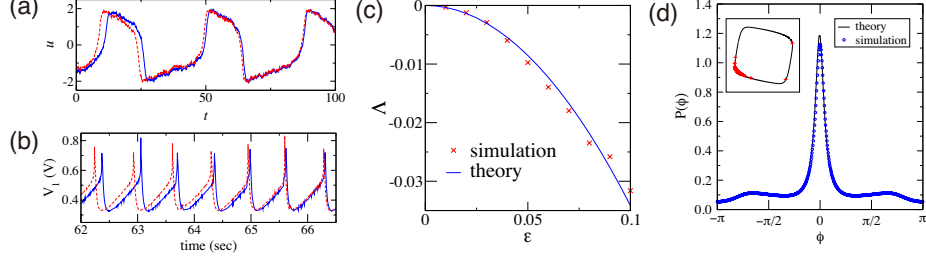 (a)
u
2
0
-2
0
25
50
75
100
t
(b)
V1 (V)
0.8
0.6
0.4
62
63
64
65
66
time (sec)
(c)
Λ
0
-0.01
-0.02
-0.03
× simulation
— theory
0
0.05
0.1
ε
(d)
P(ϕ)
1.4
1.2
1.0
0.8
0.6
0.4
0.2
0.0
theory
simulation
−π
−π/2
0
π/2
π
ϕ